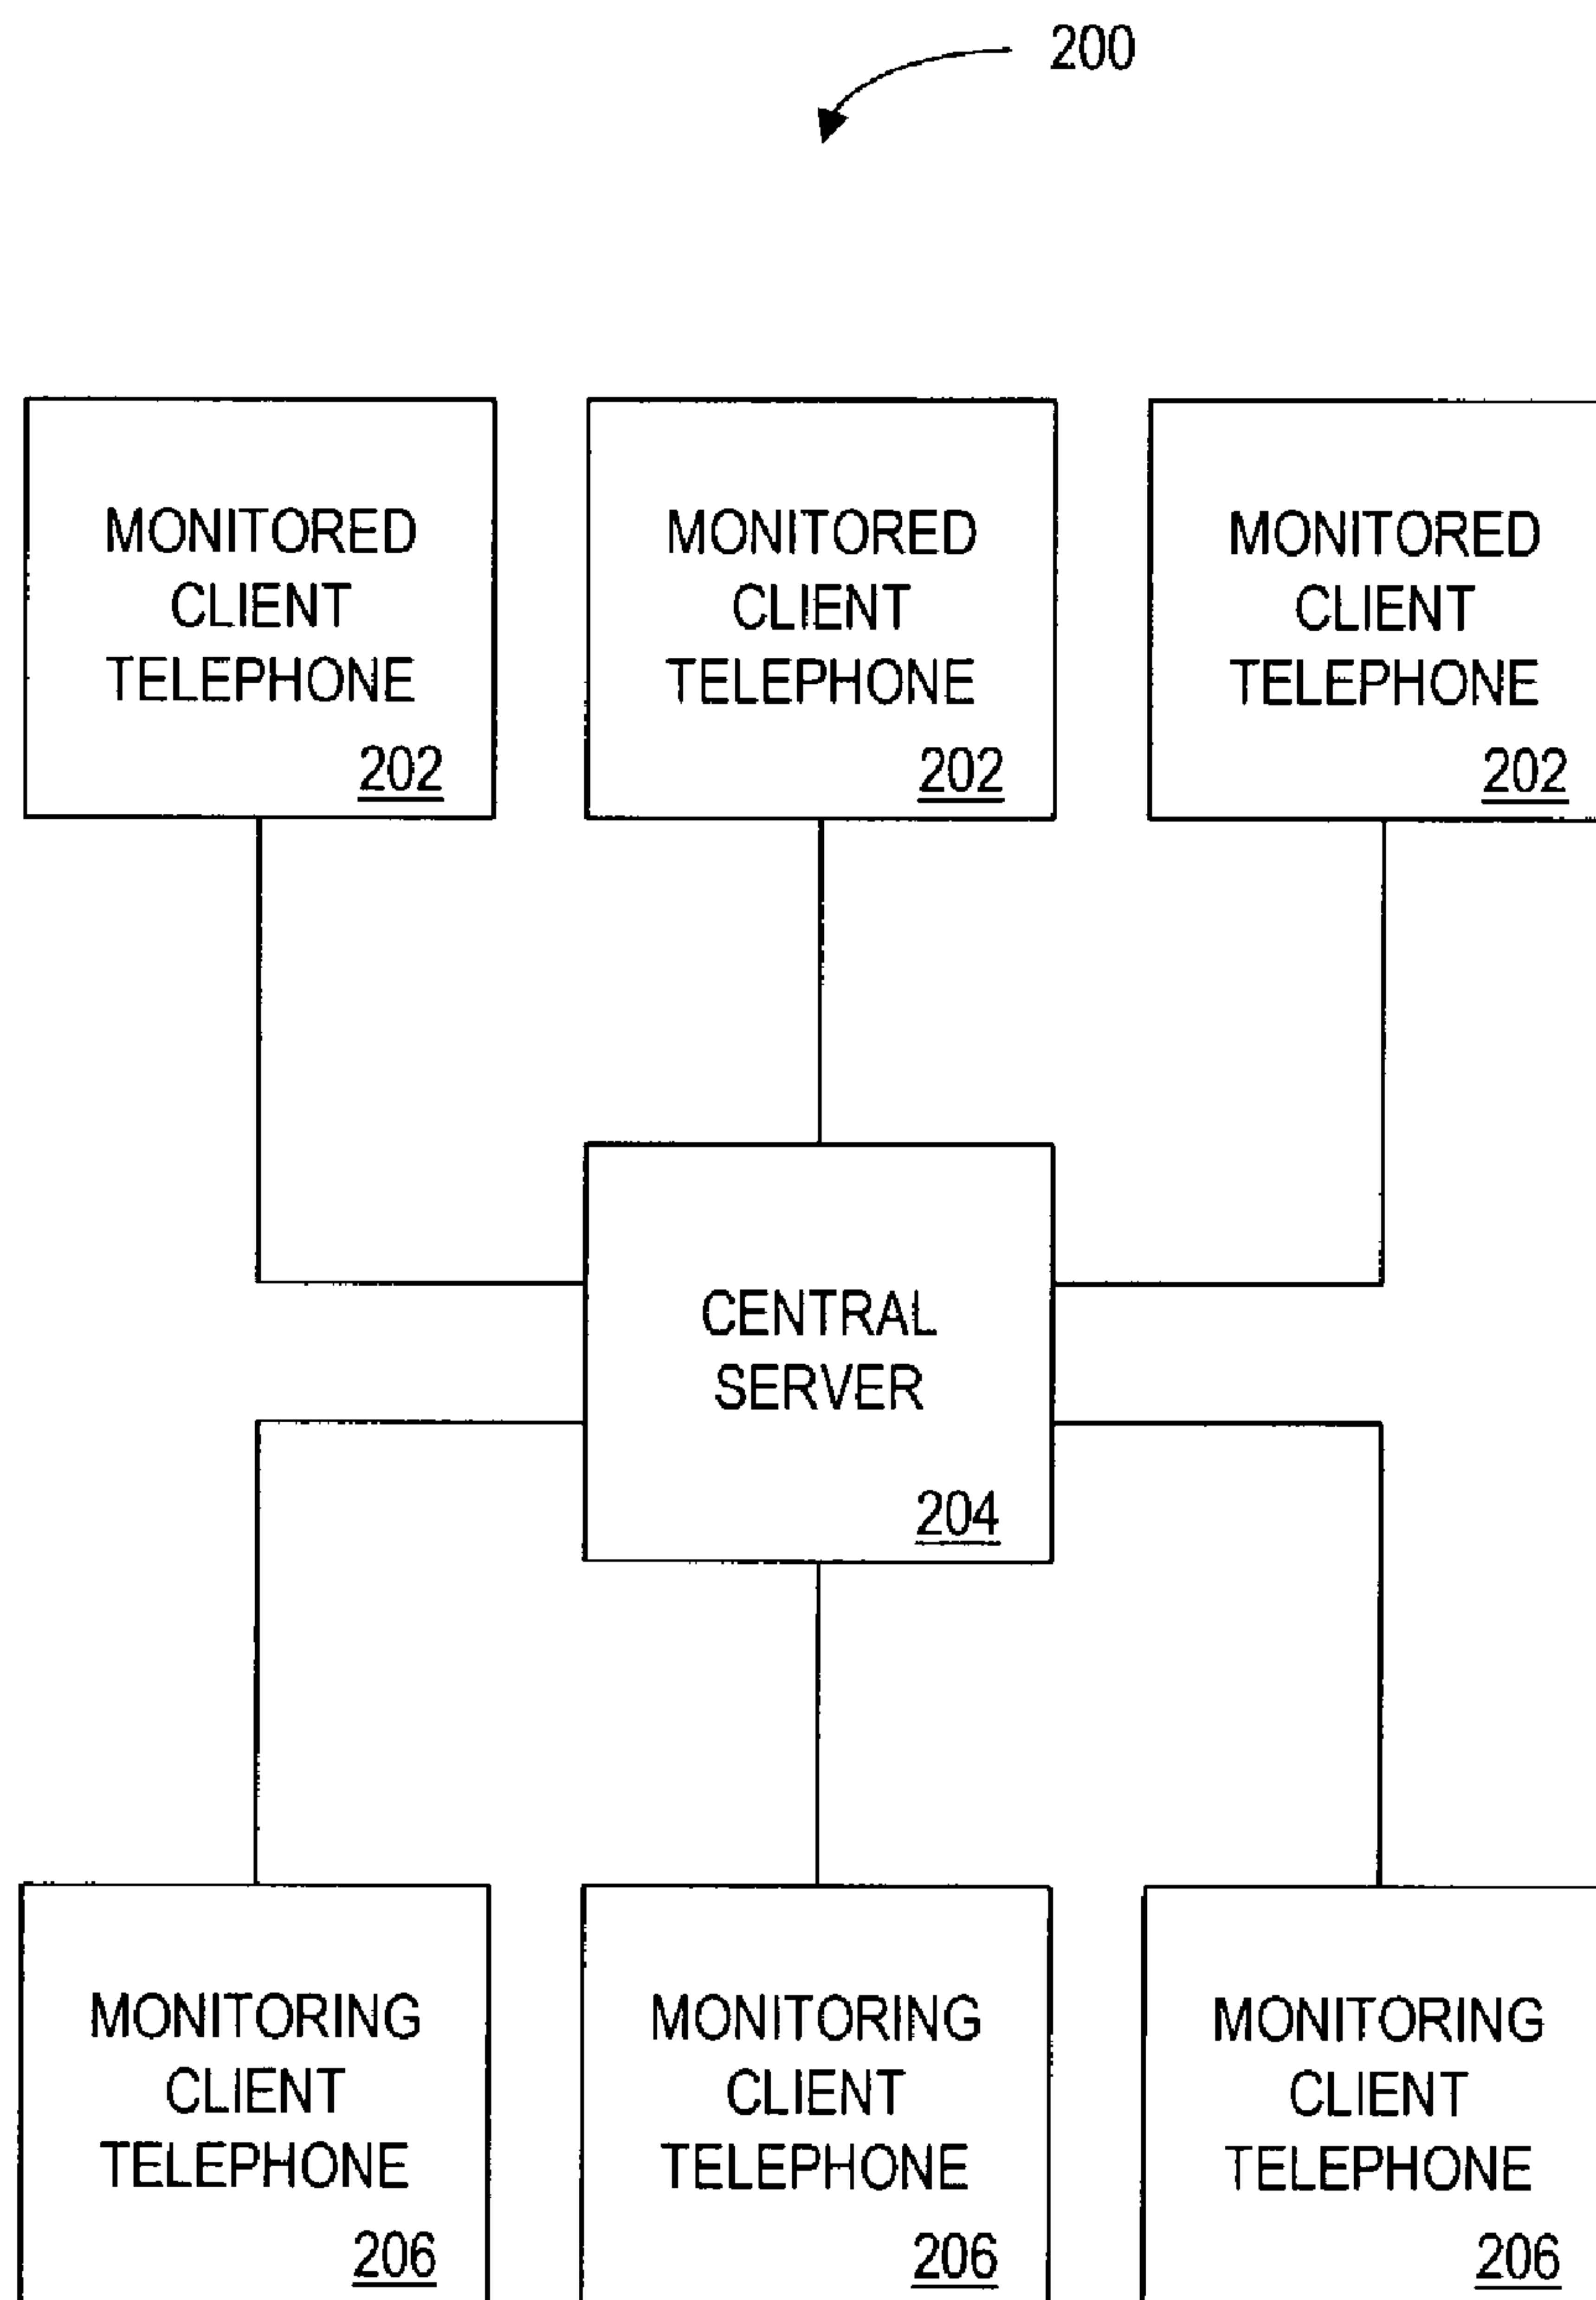 200
MONITORED
CLIENT
TELEPHONE
202
MONITORED
CLIENT
TELEPHONE
202
MONITORED
CLIENT
TELEPHONE
202
CENTRAL
SERVER
204
MONITORING
CLIENT
TELEPHONE
206
MONITORING
CLIENT
TELEPHONE
206
MONITORING
CLIENT
TELEPHONE
206